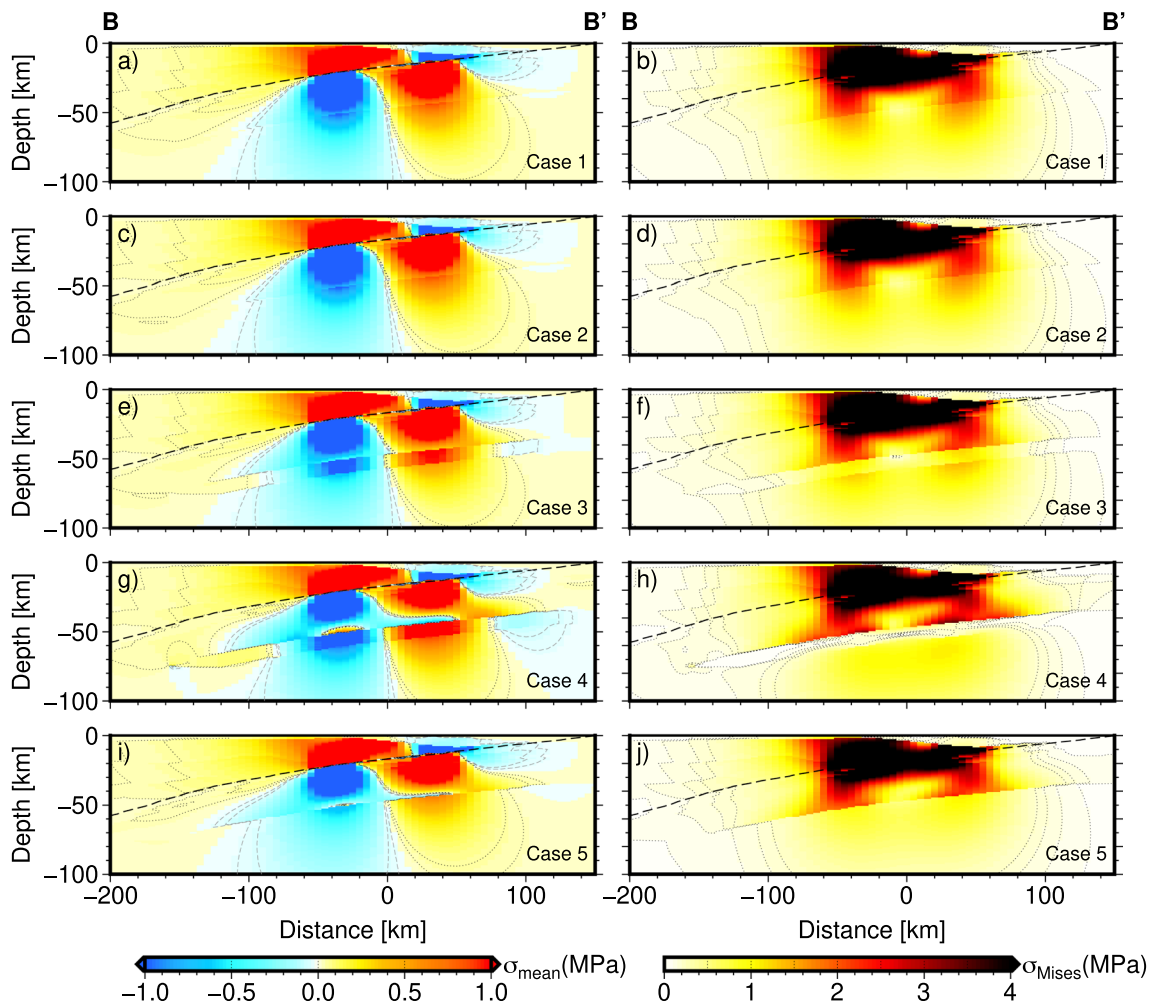 B B’ B B’
0
−50
−100
Depth [km]
a)
Case 1
b)
Case 1
0
−50
−100
Depth [km]
c)
Case 2
d)
Case 2
0
−50
−100
Depth [km]
e)
Case 3
f)
Case 3
0
−50
−100
Depth [km]
g)
Case 4
h)
Case 4
0
−50
−100
Depth [km]
i)
Case 5
j)
Case 5
−200 −100 0 100 −200 −100 0 100
Distance [km] Distance [km]
σmean(MPa) σMises(MPa)
−1.0 −0.5 0.0 0.5 1.0 0 1 2 3 4